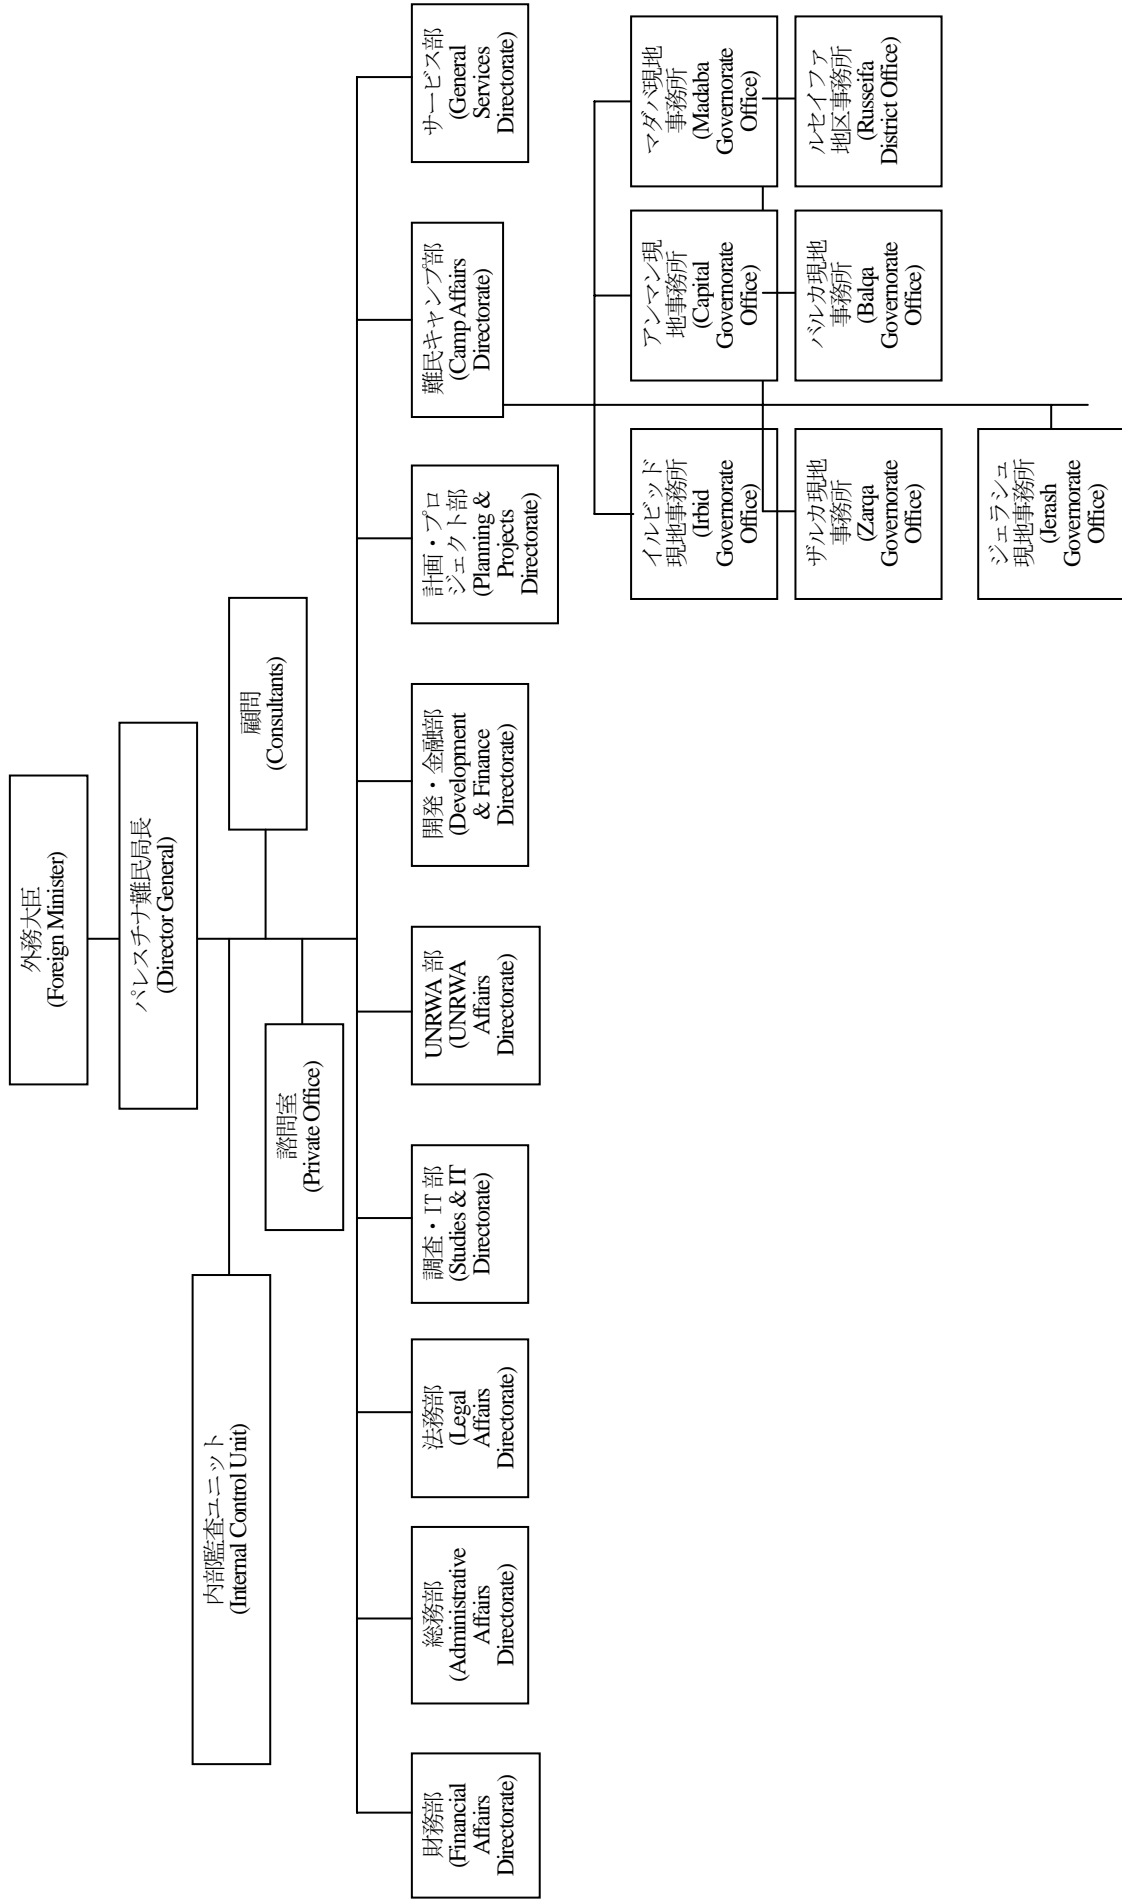 外務大臣
(Foreign Minister)
パレスチナ難民局長
(Director General)
内部監査ユニット
(Internal Control Unit)
顧問
(Consultants)
諮問室
(Private Office)
財務部
(Financial
Affairs
Directorate)
総務部
(Administrative
Affairs
Directorate)
法務部
(Legal
Affairs
Directorate)
調査・IT 部
(Studies & IT
Directorate)
UNRWA 部
(UNRWA
Affairs
Directorate)
開発・金融部
(Development
& Finance
Directorate)
計画・プロ
ジェクト部
(Planning &
Projects
Directorate)
難民キャンプ部
(Camp Affairs
Directorate)
サービス部
(General
Services
Directorate)
イルビッド
現地事務所
(Irbid
Governorate
Office)
アンマン現
地事務所
(Capital
Governorate
Office)
マダバ現地
事務所
(Madaba
Governorate
Office)
ザルカ現地
事務所
(Zarqa
Governorate
Office)
バルカ現地
事務所
(Balqa
Governorate
Office)
ルセイファ
地区事務所
(Russeifa
District Office)
ジェラシュ
現地事務所
(Jerash
Governorate
Office)